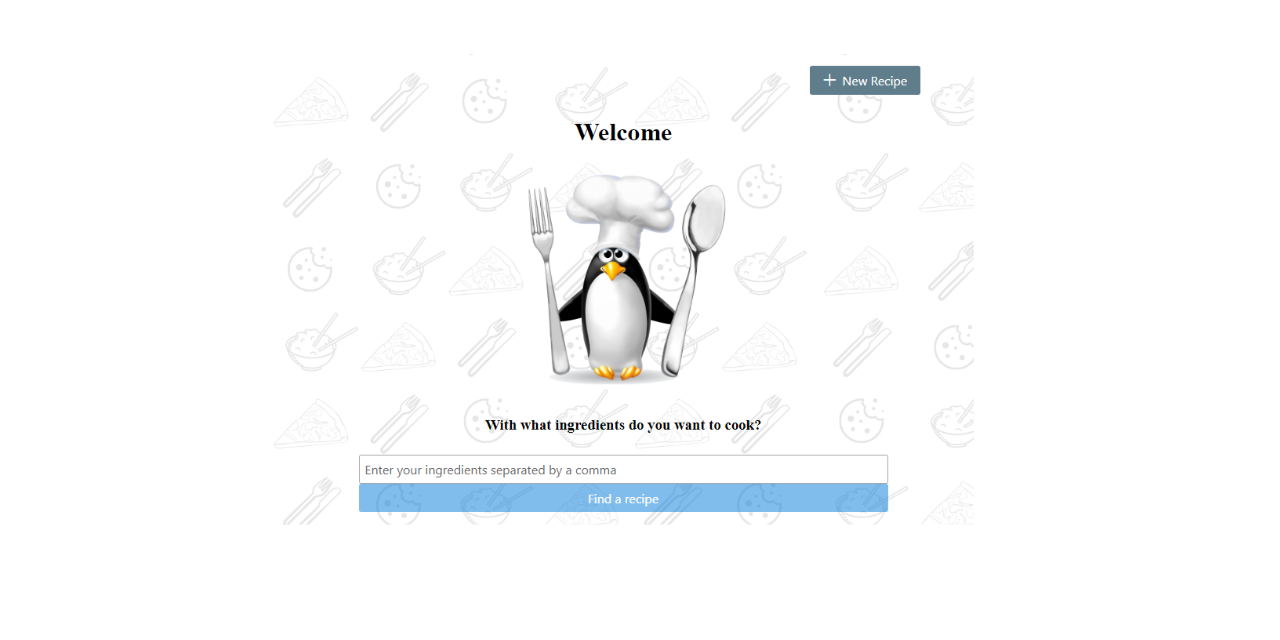 New Recipe
Welcome
With what ingredients do you want to cook?
Enter your ingredients separated by a comma
Find a recipe